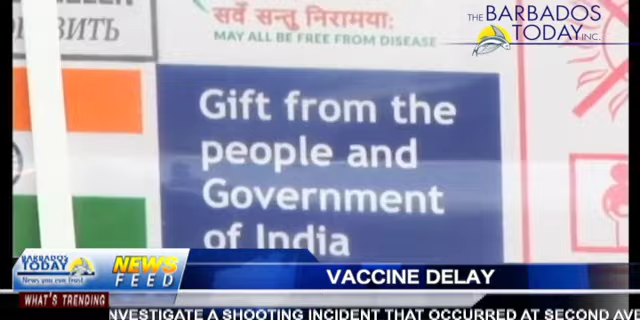 सर्वे सन्तु निरामया:
MAY ALL BE FREE FROM DISEASE
THE BARBADOS
TODAY INC.
Gift from the
people and
Government
of India
BARBADOS
TODAY
News you can trust
NEWS
FEED
VACCINE DELAY
WHAT'S TRENDING
NVESTIGATE A SHOOTING INCIDENT THAT OCCURRED AT SECOND AVE